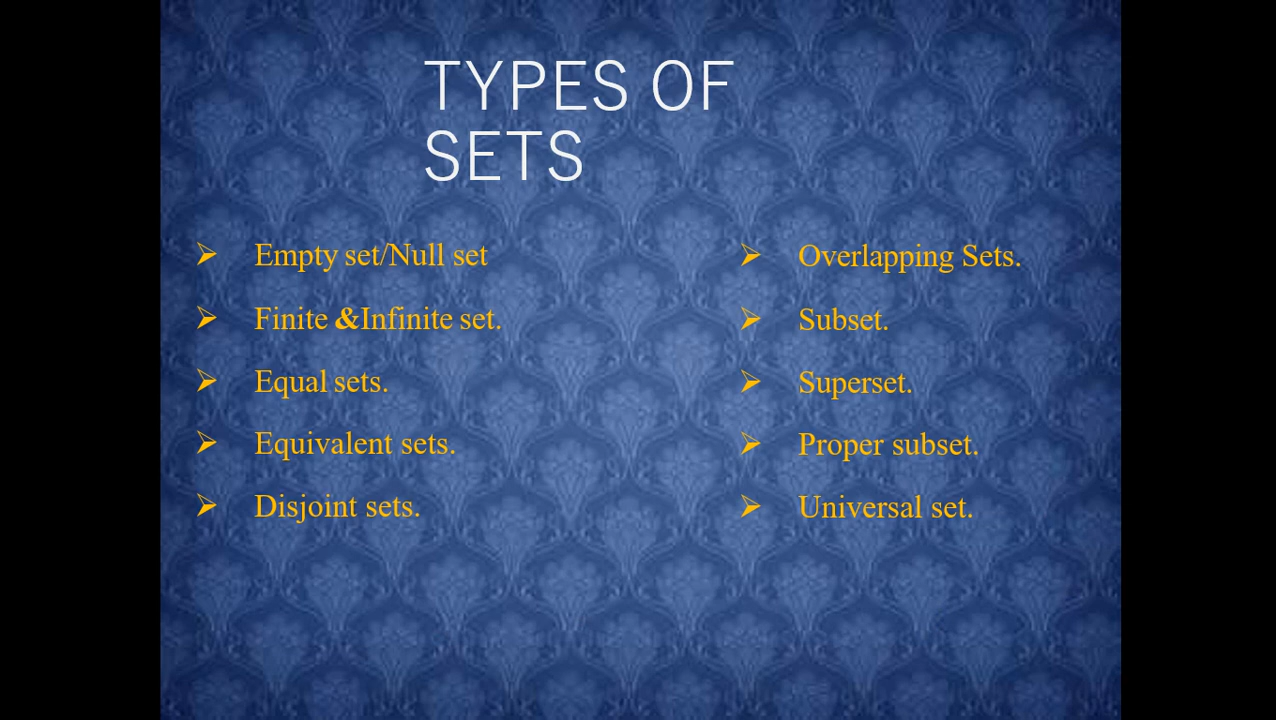 TYPES OF
SETS
Empty set/Null set
Finite &Infinite set.
Equal sets.
Equivalent sets.
Disjoint sets.
Overlapping Sets.
Subset.
Superset.
Proper subset.
Universal set.